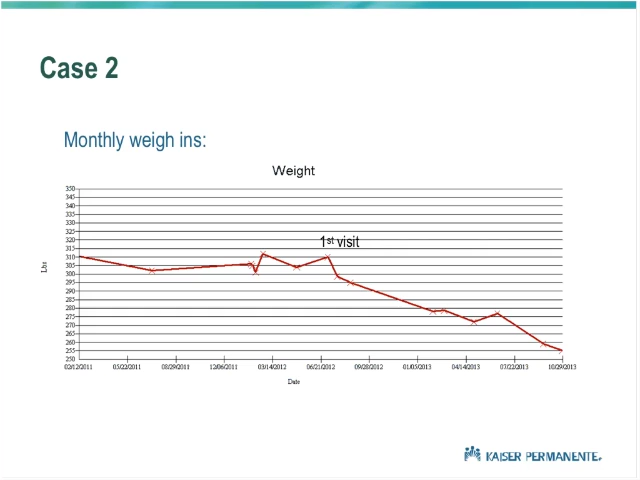 Case 2
Monthly weigh ins:
Weight
350
345
340
335
330
325
320
315
310
305
300
295
290
285
280
275
270
265
260
255
250
Lbs
1st visit
02/12/2011 05/22/2011 08/29/2011 12/06/2011 03/14/2012 06/21/2012 09/28/2012 01/05/2013 04/14/2013 07/22/2013 10/29/2013
Date
KAISER PERMANENTE.